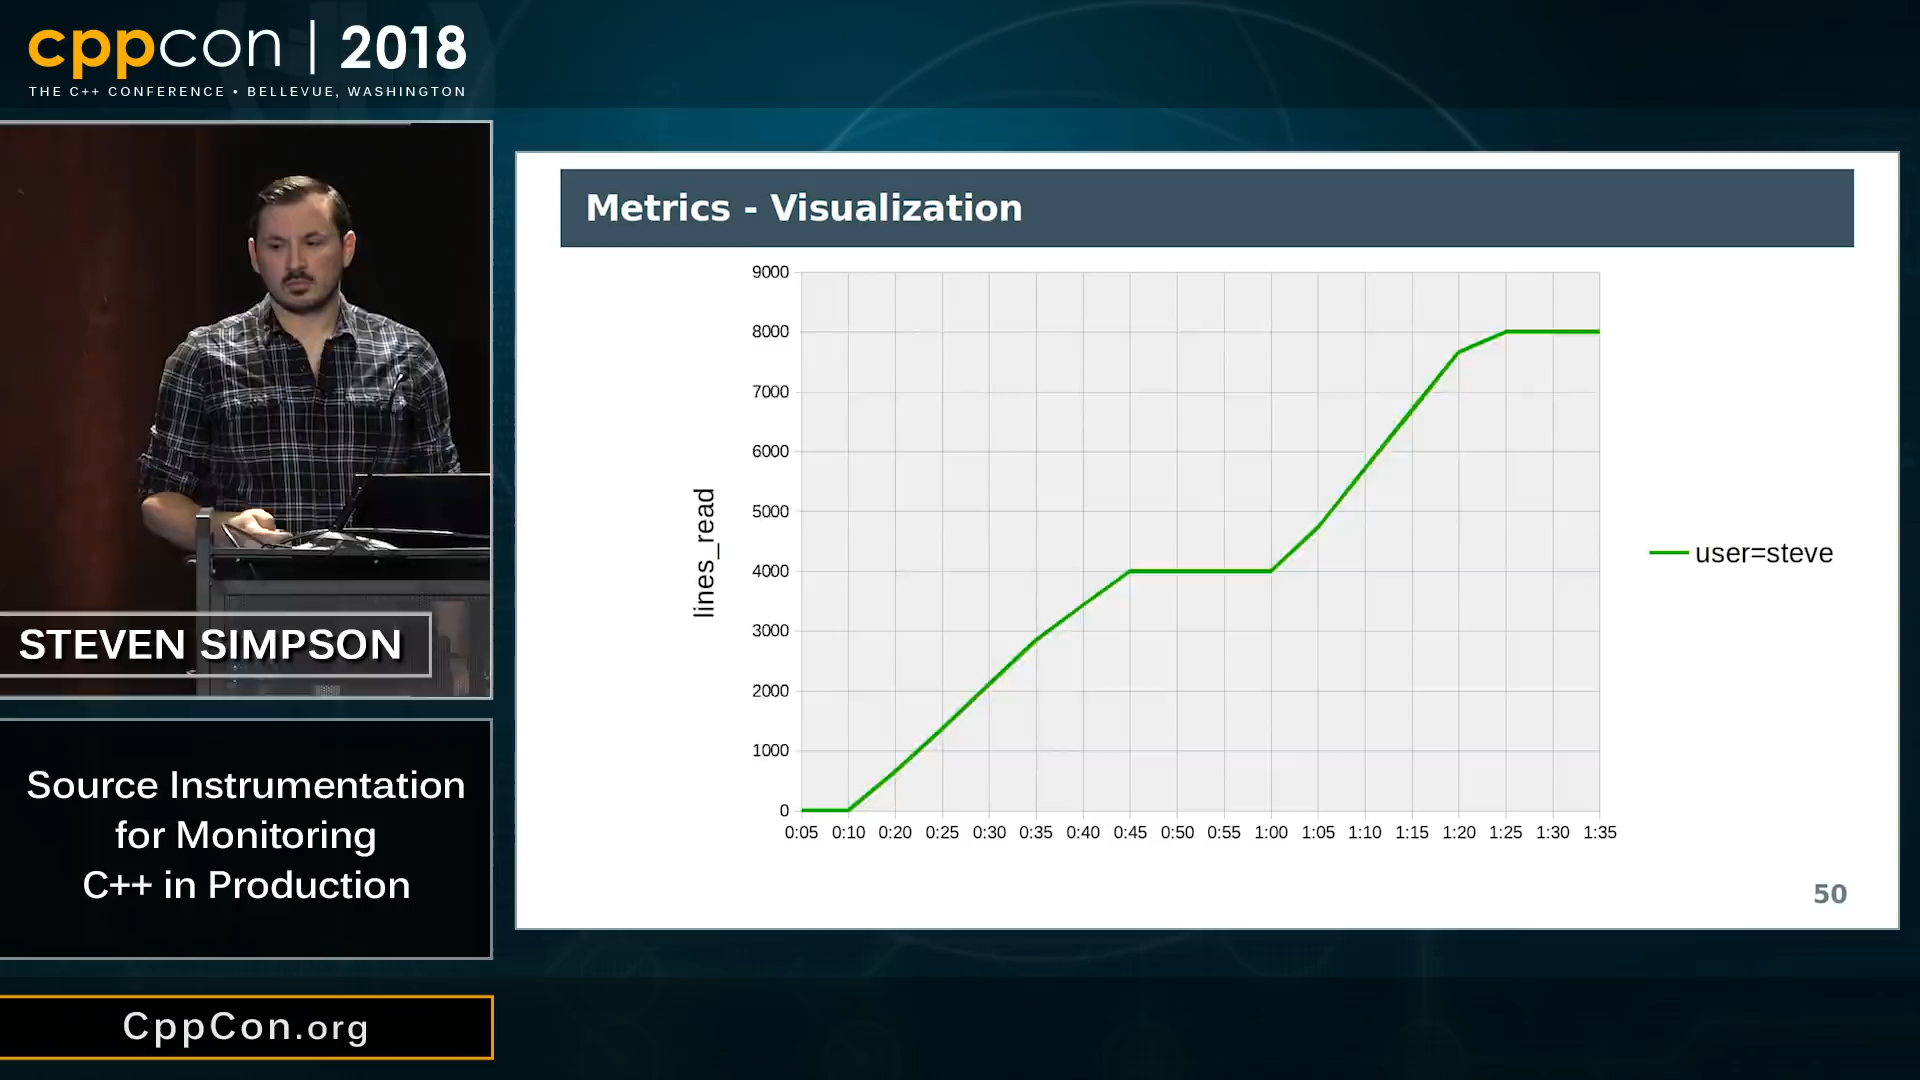 cppcon | 2018
THE C++ CONFERENCE • BELLEVUE, WASHINGTON
STEVEN SIMPSON
Source Instrumentation
for Monitoring
C++ in Production
CppCon.org
Metrics - Visualization
9000
8000
7000
6000
5000
4000
3000
2000
1000
0
lines_read
0:05 0:10 0:20 0:25 0:30 0:35 0:40 0:45 0:50 0:55 1:00 1:05 1:10 1:15 1:20 1:25 1:30 1:35
user=steve
50